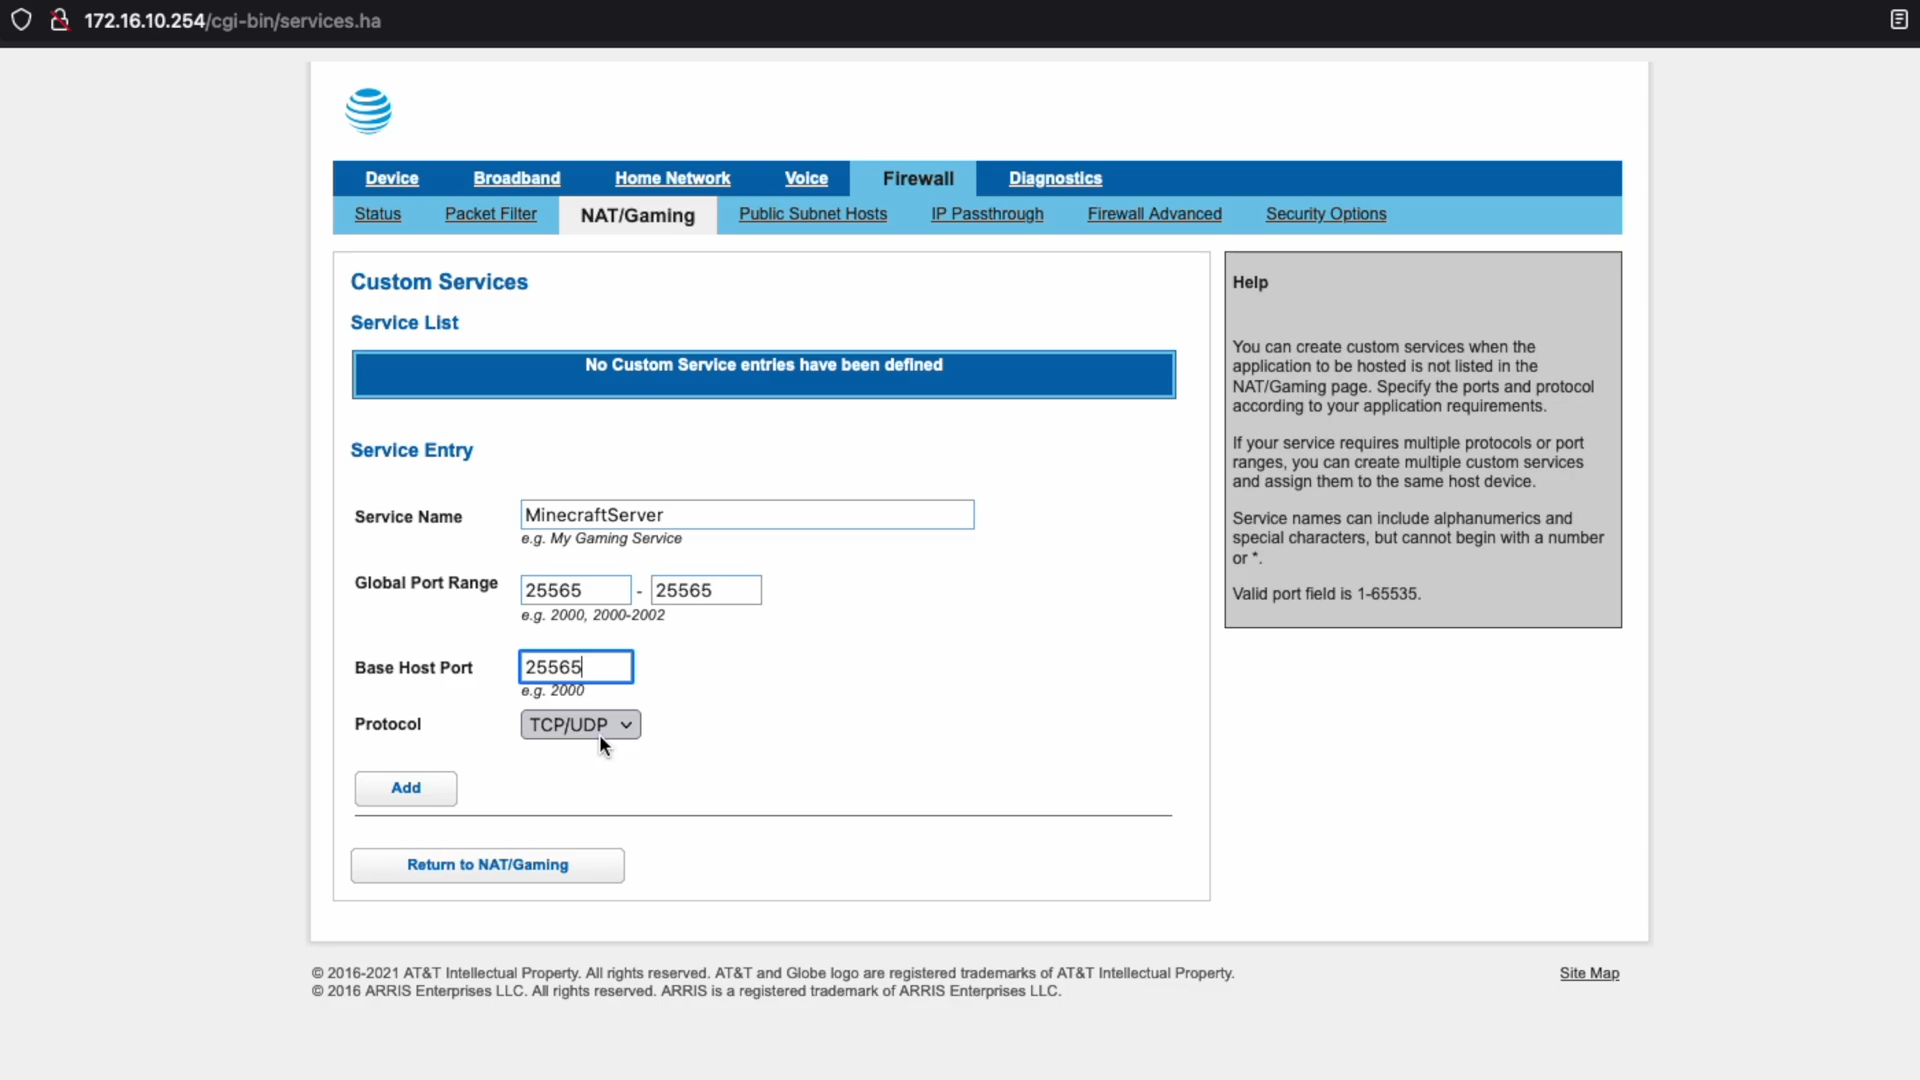 172.16.10.254/cgi-bin/services.ha
Device Broadband Home Network Voice Firewall Diagnostics
Status Packet Filter NAT/Gaming Public Subnet Hosts IP Passthrough Firewall Advanced Security Options
Custom Services
Service List
No Custom Service entries have been defined
Service Entry
Service Name MinecraftServer
e.g. My Gaming Service
Global Port Range 25565 - 25565
e.g. 2000, 2000-2002
Base Host Port 25565
e.g. 2000
Protocol TCP/UDP
Add
Return to NAT/Gaming
Help
You can create custom services when the
application to be hosted is not listed in the
NAT/Gaming page. Specify the ports and protocol
according to your application requirements.
If your service requires multiple protocols or port
ranges, you can create multiple custom services
and assign them to the same host device.
Service names can include alphanumerics and
special characters, but cannot begin with a number
or *.
Valid port field is 1-65535.
© 2016-2021 AT&T Intellectual Property. All rights reserved. AT&T and Globe logo are registered trademarks of AT&T Intellectual Property.
© 2016 ARRIS Enterprises LLC. All rights reserved. ARRIS is a registered trademark of ARRIS Enterprises LLC.
Site Map